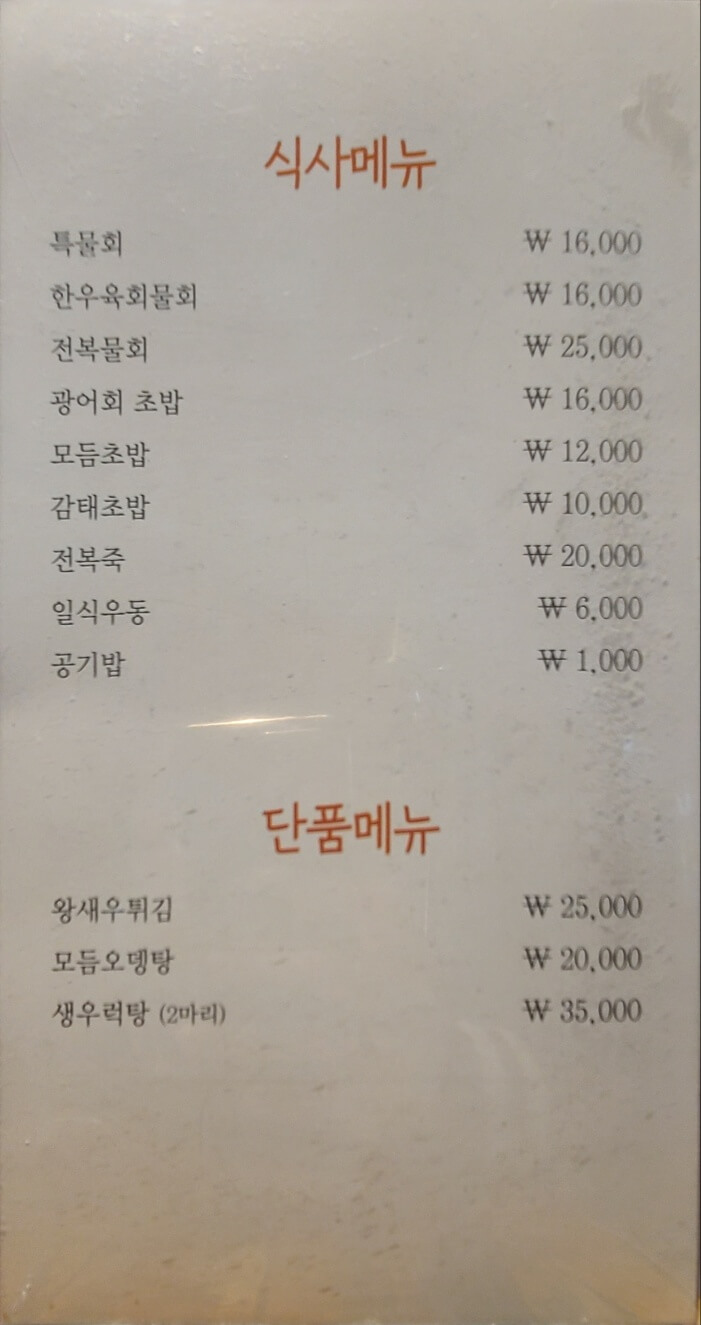 식사메뉴
특물회 ₩ 16,000
한우육회물회 ₩ 16,000
전복물회 ₩ 25,000
광어회 초밥 ₩ 16,000
모듬초밥 ₩ 12,000
감태초밥 ₩ 10,000
전복죽 ₩ 20,000
일식우동 ₩ 6,000
공기밥 ₩ 1,000
단품메뉴
왕새우튀김 ₩ 25,000
모듬오뎅탕 ₩ 20,000
생우럭탕 (2마리) ₩ 35,000